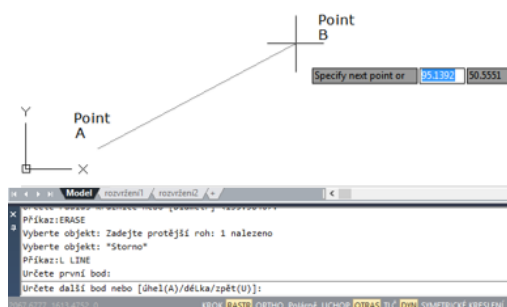 Point
B
Specify next point or 95.1392 50.5551
Y
Point
A
X
Model rozvržení1 rozvržení2 +
Příkaz:ERASE
Vyberte objekt: Zadejte protější roh: 1 nalezeno
Vyberte objekt: *Storno*
Příkaz:L LINE
Určete první bod:
Určete další bod nebo [úhel(A)/déLka/zpět(U)]:
KROK RASTR ORTHO Polárně UCHOP OTRAS TLČ DYN SYMETRICKÉ KRESLENÍ